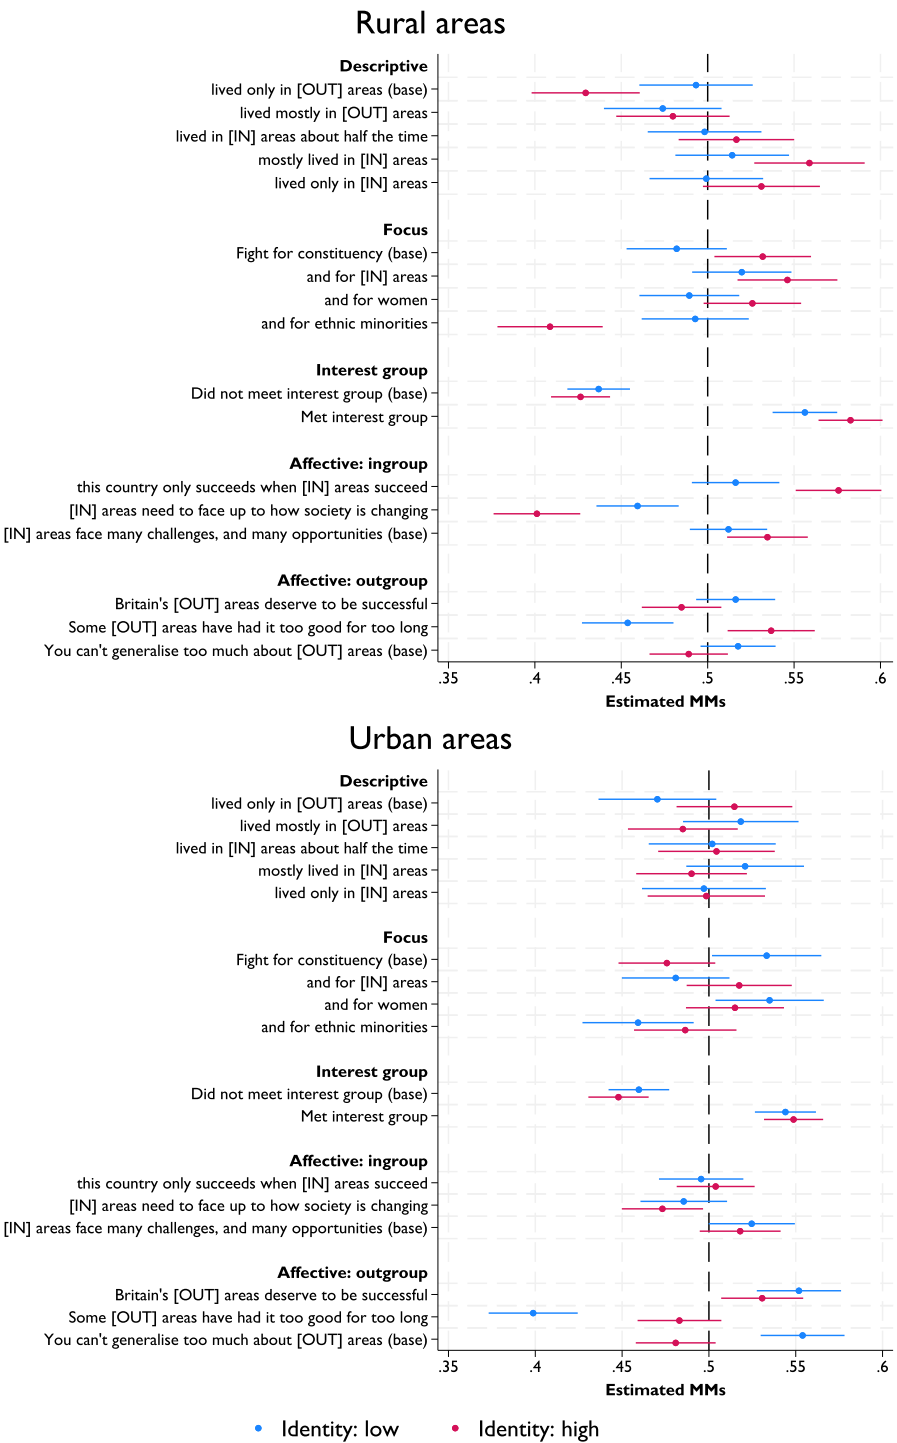 Rural areas
Descriptive
lived only in [OUT] areas (base)
lived mostly in [OUT] areas
lived in [IN] areas about half the time
mostly lived in [IN] areas
lived only in [IN] areas
Focus
Fight for constituency (base)
and for [IN] areas
and for women
and for ethnic minorities
Interest group
Did not meet interest group (base)
Met interest group
Affective: ingroup
this country only succeeds when [IN] areas succeed
[IN] areas need to face up to how society is changing
[IN] areas face many challenges, and many opportunities (base)
Affective: outgroup
Britain's [OUT] areas deserve to be successful
Some [OUT] areas have had it too good for too long
You can't generalise too much about [OUT] areas (base)
.35 .4 .45 .5 .55 .6
Estimated MMs
Urban areas
Descriptive
lived only in [OUT] areas (base)
lived mostly in [OUT] areas
lived in [IN] areas about half the time
mostly lived in [IN] areas
lived only in [IN] areas
Focus
Fight for constituency (base)
and for [IN] areas
and for women
and for ethnic minorities
Interest group
Did not meet interest group (base)
Met interest group
Affective: ingroup
this country only succeeds when [IN] areas succeed
[IN] areas need to face up to how society is changing
[IN] areas face many challenges, and many opportunities (base)
Affective: outgroup
Britain's [OUT] areas deserve to be successful
Some [OUT] areas have had it too good for too long
You can't generalise too much about [OUT] areas (base)
.35 .4 .45 .5 .55 .6
Estimated MMs
Identity: low Identity: high